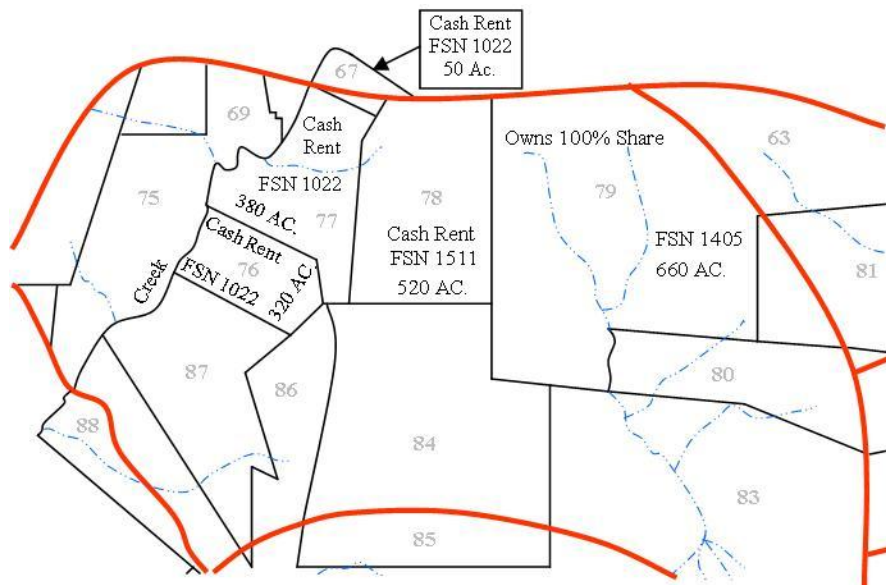 Cash Rent
FSN 1022
50 Ac.
67
69
Cash
Rent
Owns 100% Share
63
FSN 1022
380 AC.
77
75
78
79
Cash Rent
FSN 1511
520 AC.
FSN 1405
660 AC.
81
Cash Rent
76
FSN 1022
320 AC.
Creek
87
86
80
88
84
83
85